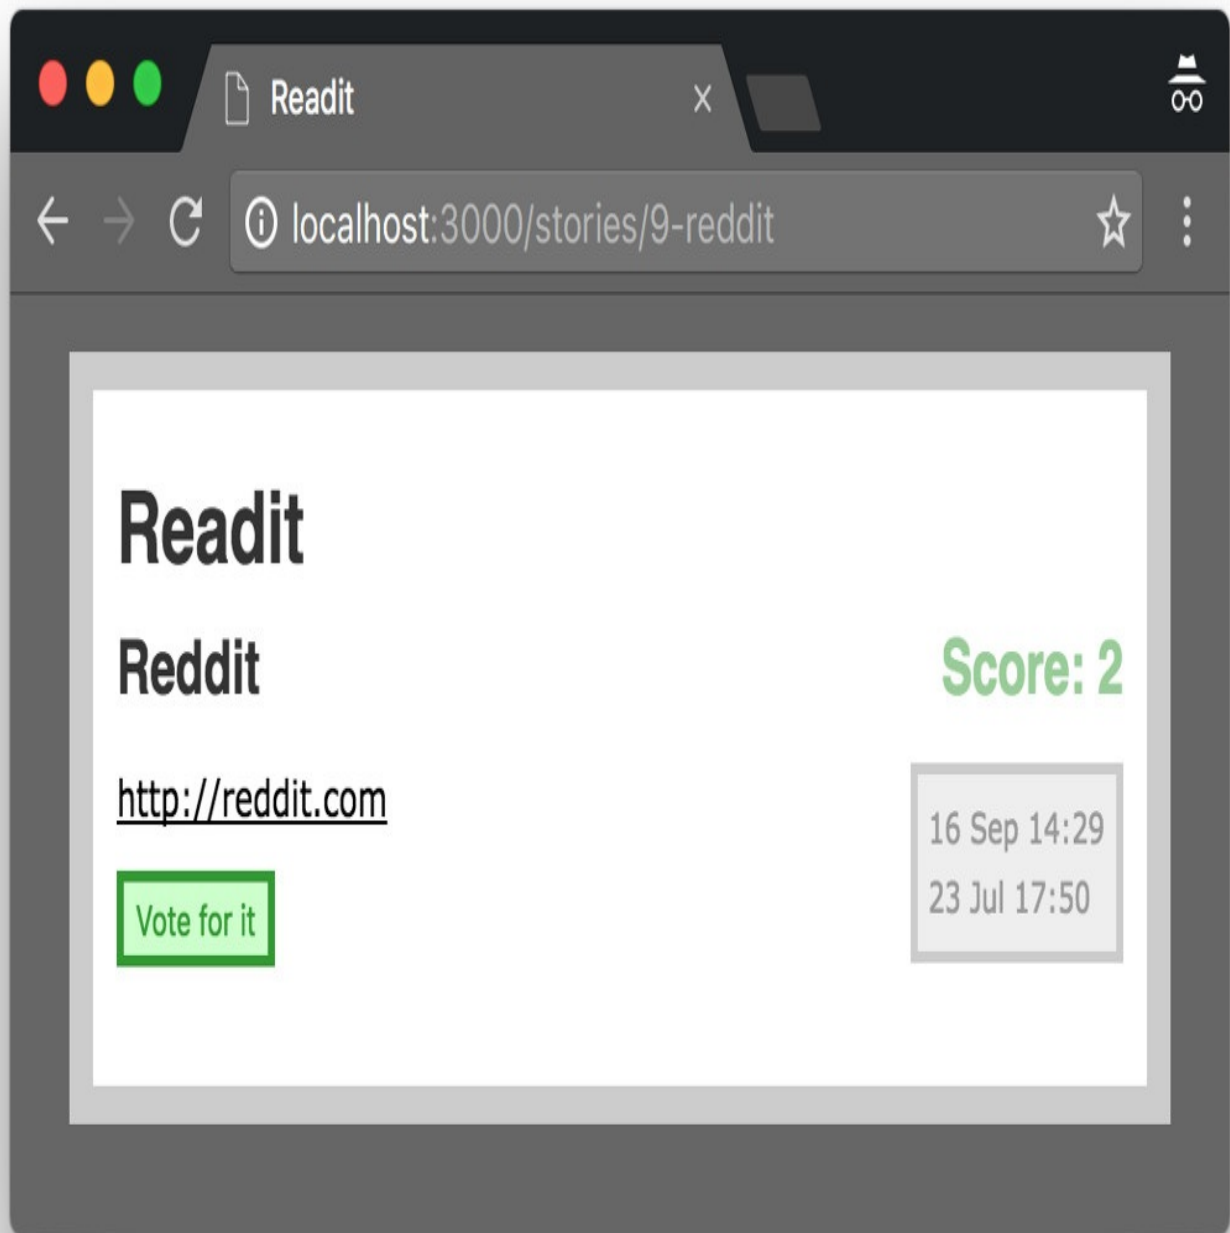 Readit
localhost:3000/stories/9-reddit
Readit
Reddit
Score: 2
http://reddit.com
Vote for it
16 Sep 14:29
23 Jul 17:50